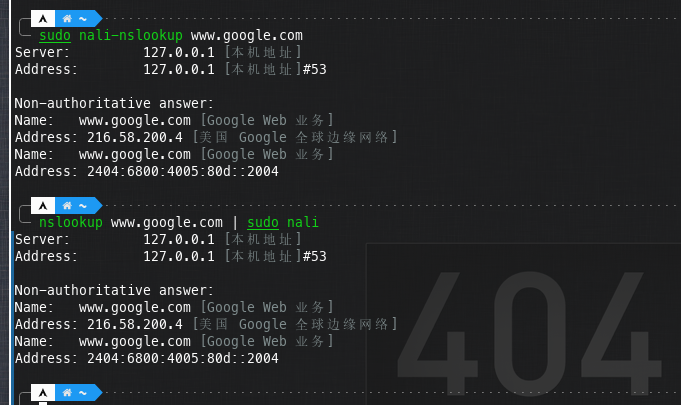 ~
sudo nali-nslookup www.google.com
Server:         127.0.0.1 [本机地址]
Address:        127.0.0.1 [本机地址]#53
Non-authoritative answer:
Name:   www.google.com [Google Web 业务]
Address: 216.58.200.4 [美国 Google 全球边缘网络]
Name:   www.google.com [Google Web 业务]
Address: 2404:6800:4005:80d::2004
~
nslookup www.google.com | sudo nali
Server:         127.0.0.1 [本机地址]
Address:        127.0.0.1 [本机地址]#53
Non-authoritative answer:
Name:   www.google.com [Google Web 业务]
Address: 216.58.200.4 [美国 Google 全球边缘网络]
Name:   www.google.com [Google Web 业务]
Address: 2404:6800:4005:80d::2004
404
~